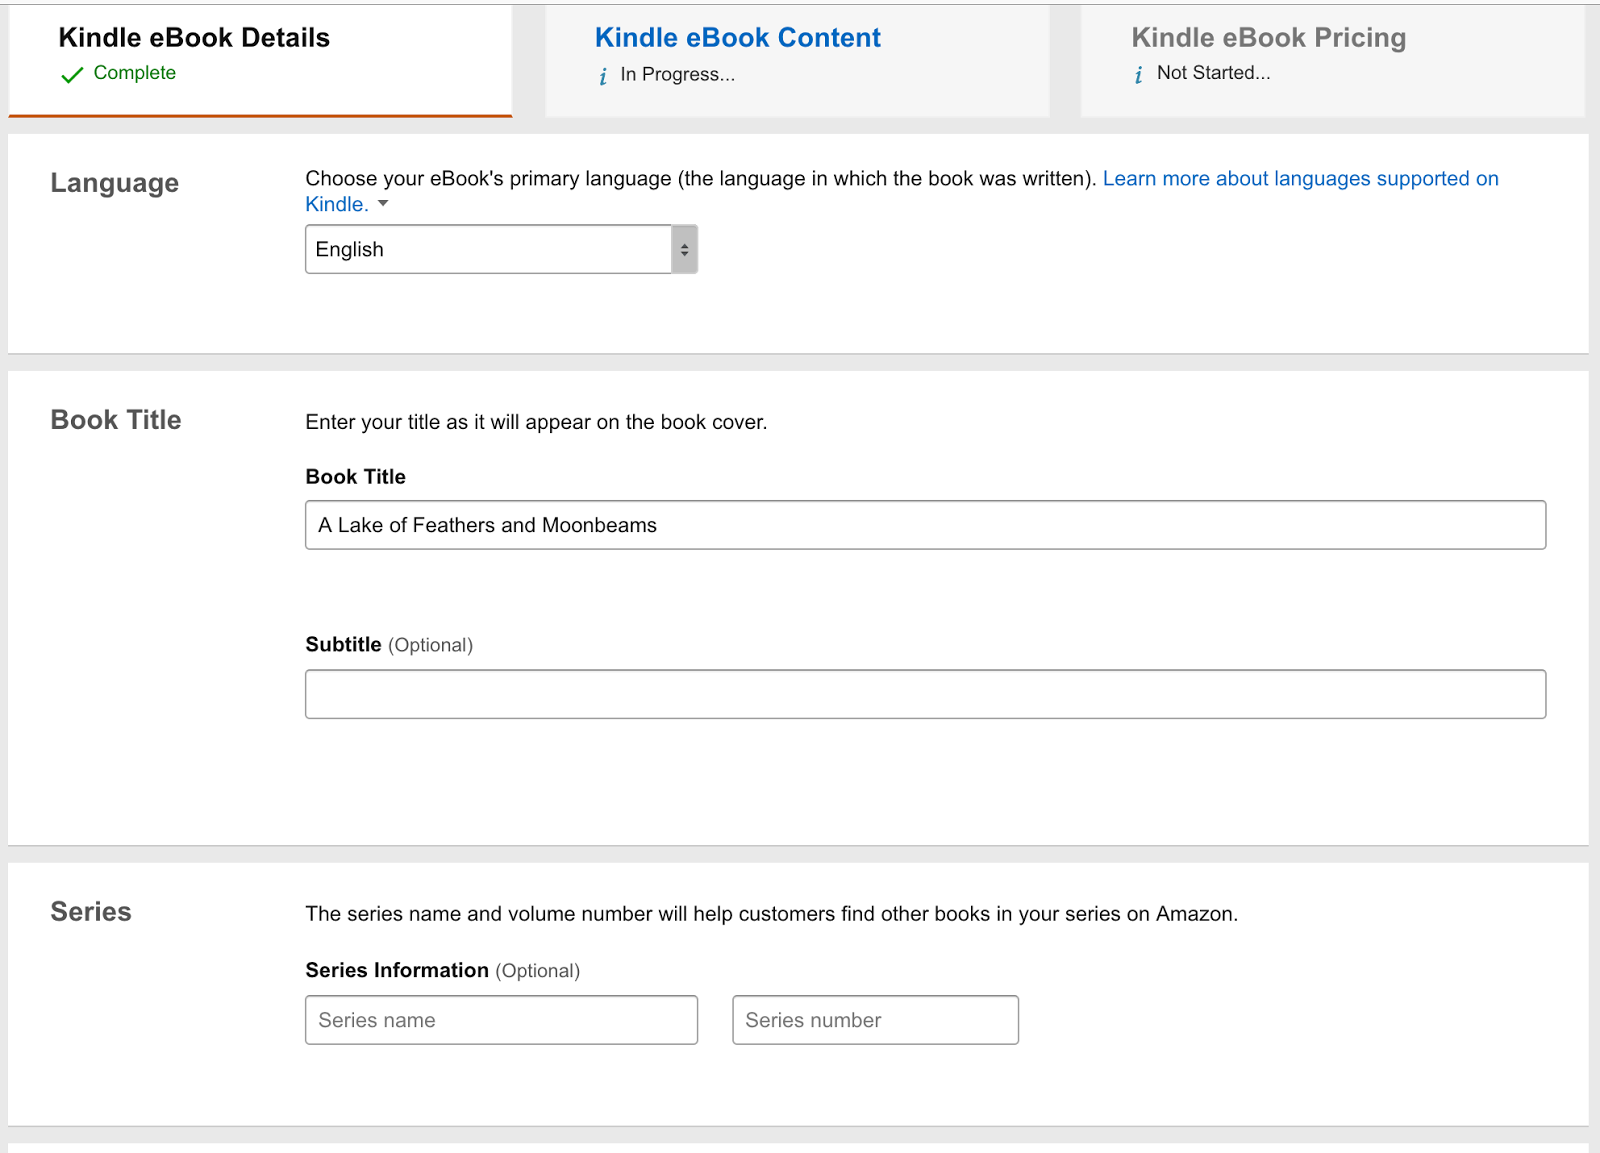 Kindle eBook Details
Complete
Kindle eBook Content
i In Progress...
Kindle eBook Pricing
i Not Started...
Language
Choose your eBook's primary language (the language in which the book was written). Learn more about languages supported on
Kindle.
English
Book Title
Enter your title as it will appear on the book cover.
Book Title
A Lake of Feathers and Moonbeams
Subtitle (Optional)
Series
The series name and volume number will help customers find other books in your series on Amazon.
Series Information (Optional)
Series name
Series number